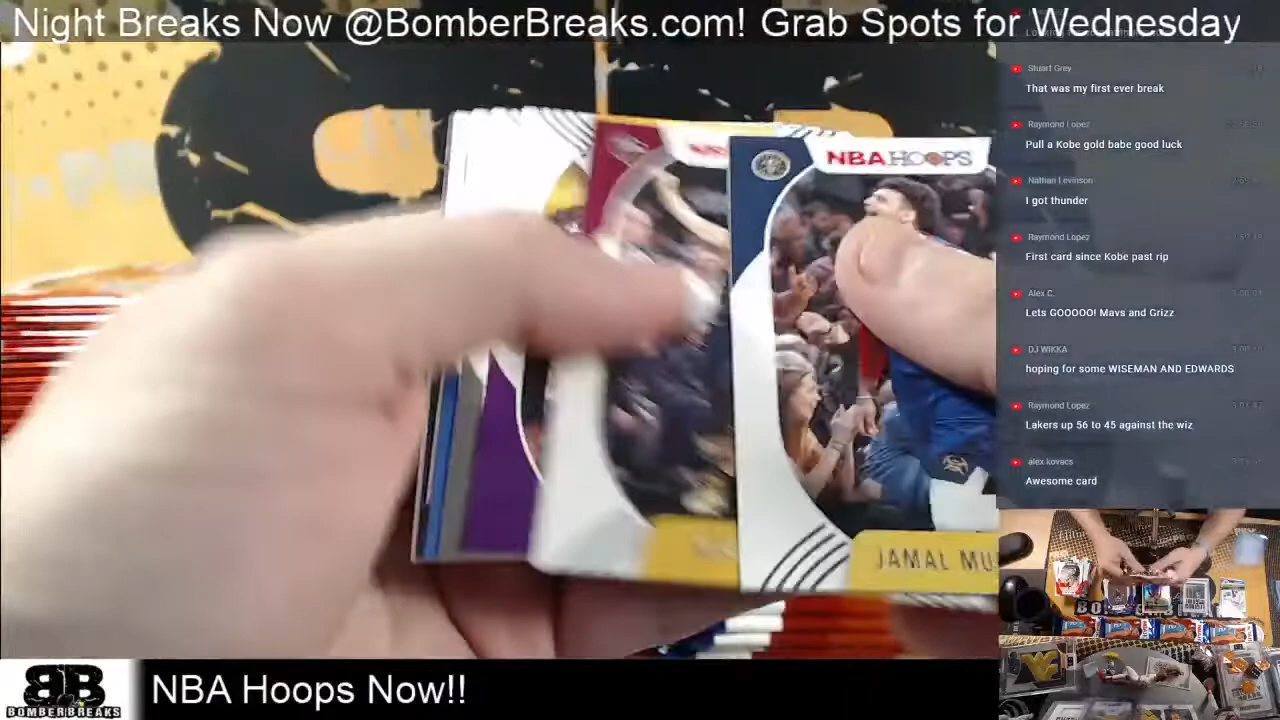 Night Breaks Now @BomberBreaks.com! Grab Spots for Wednesday
NBA HOOPS
JAMAL MU
Stuart Grey
That was my first ever break
Raymond Lopez
Pull a Kobe gold babe good luck
Nathan Levinson
I got thunder
Raymond Lopez
First card since Kobe past rip
Alex C.
Lets GOOOOO! Mavs and Grizz
DJ WIKKA
hoping for some WISEMAN AND EDWARDS
Raymond Lopez
Lakers up 56 to 45 against the wiz
alex kovacs
Awesome card
BB
BOMBERBREAKS
NBA Hoops Now!!